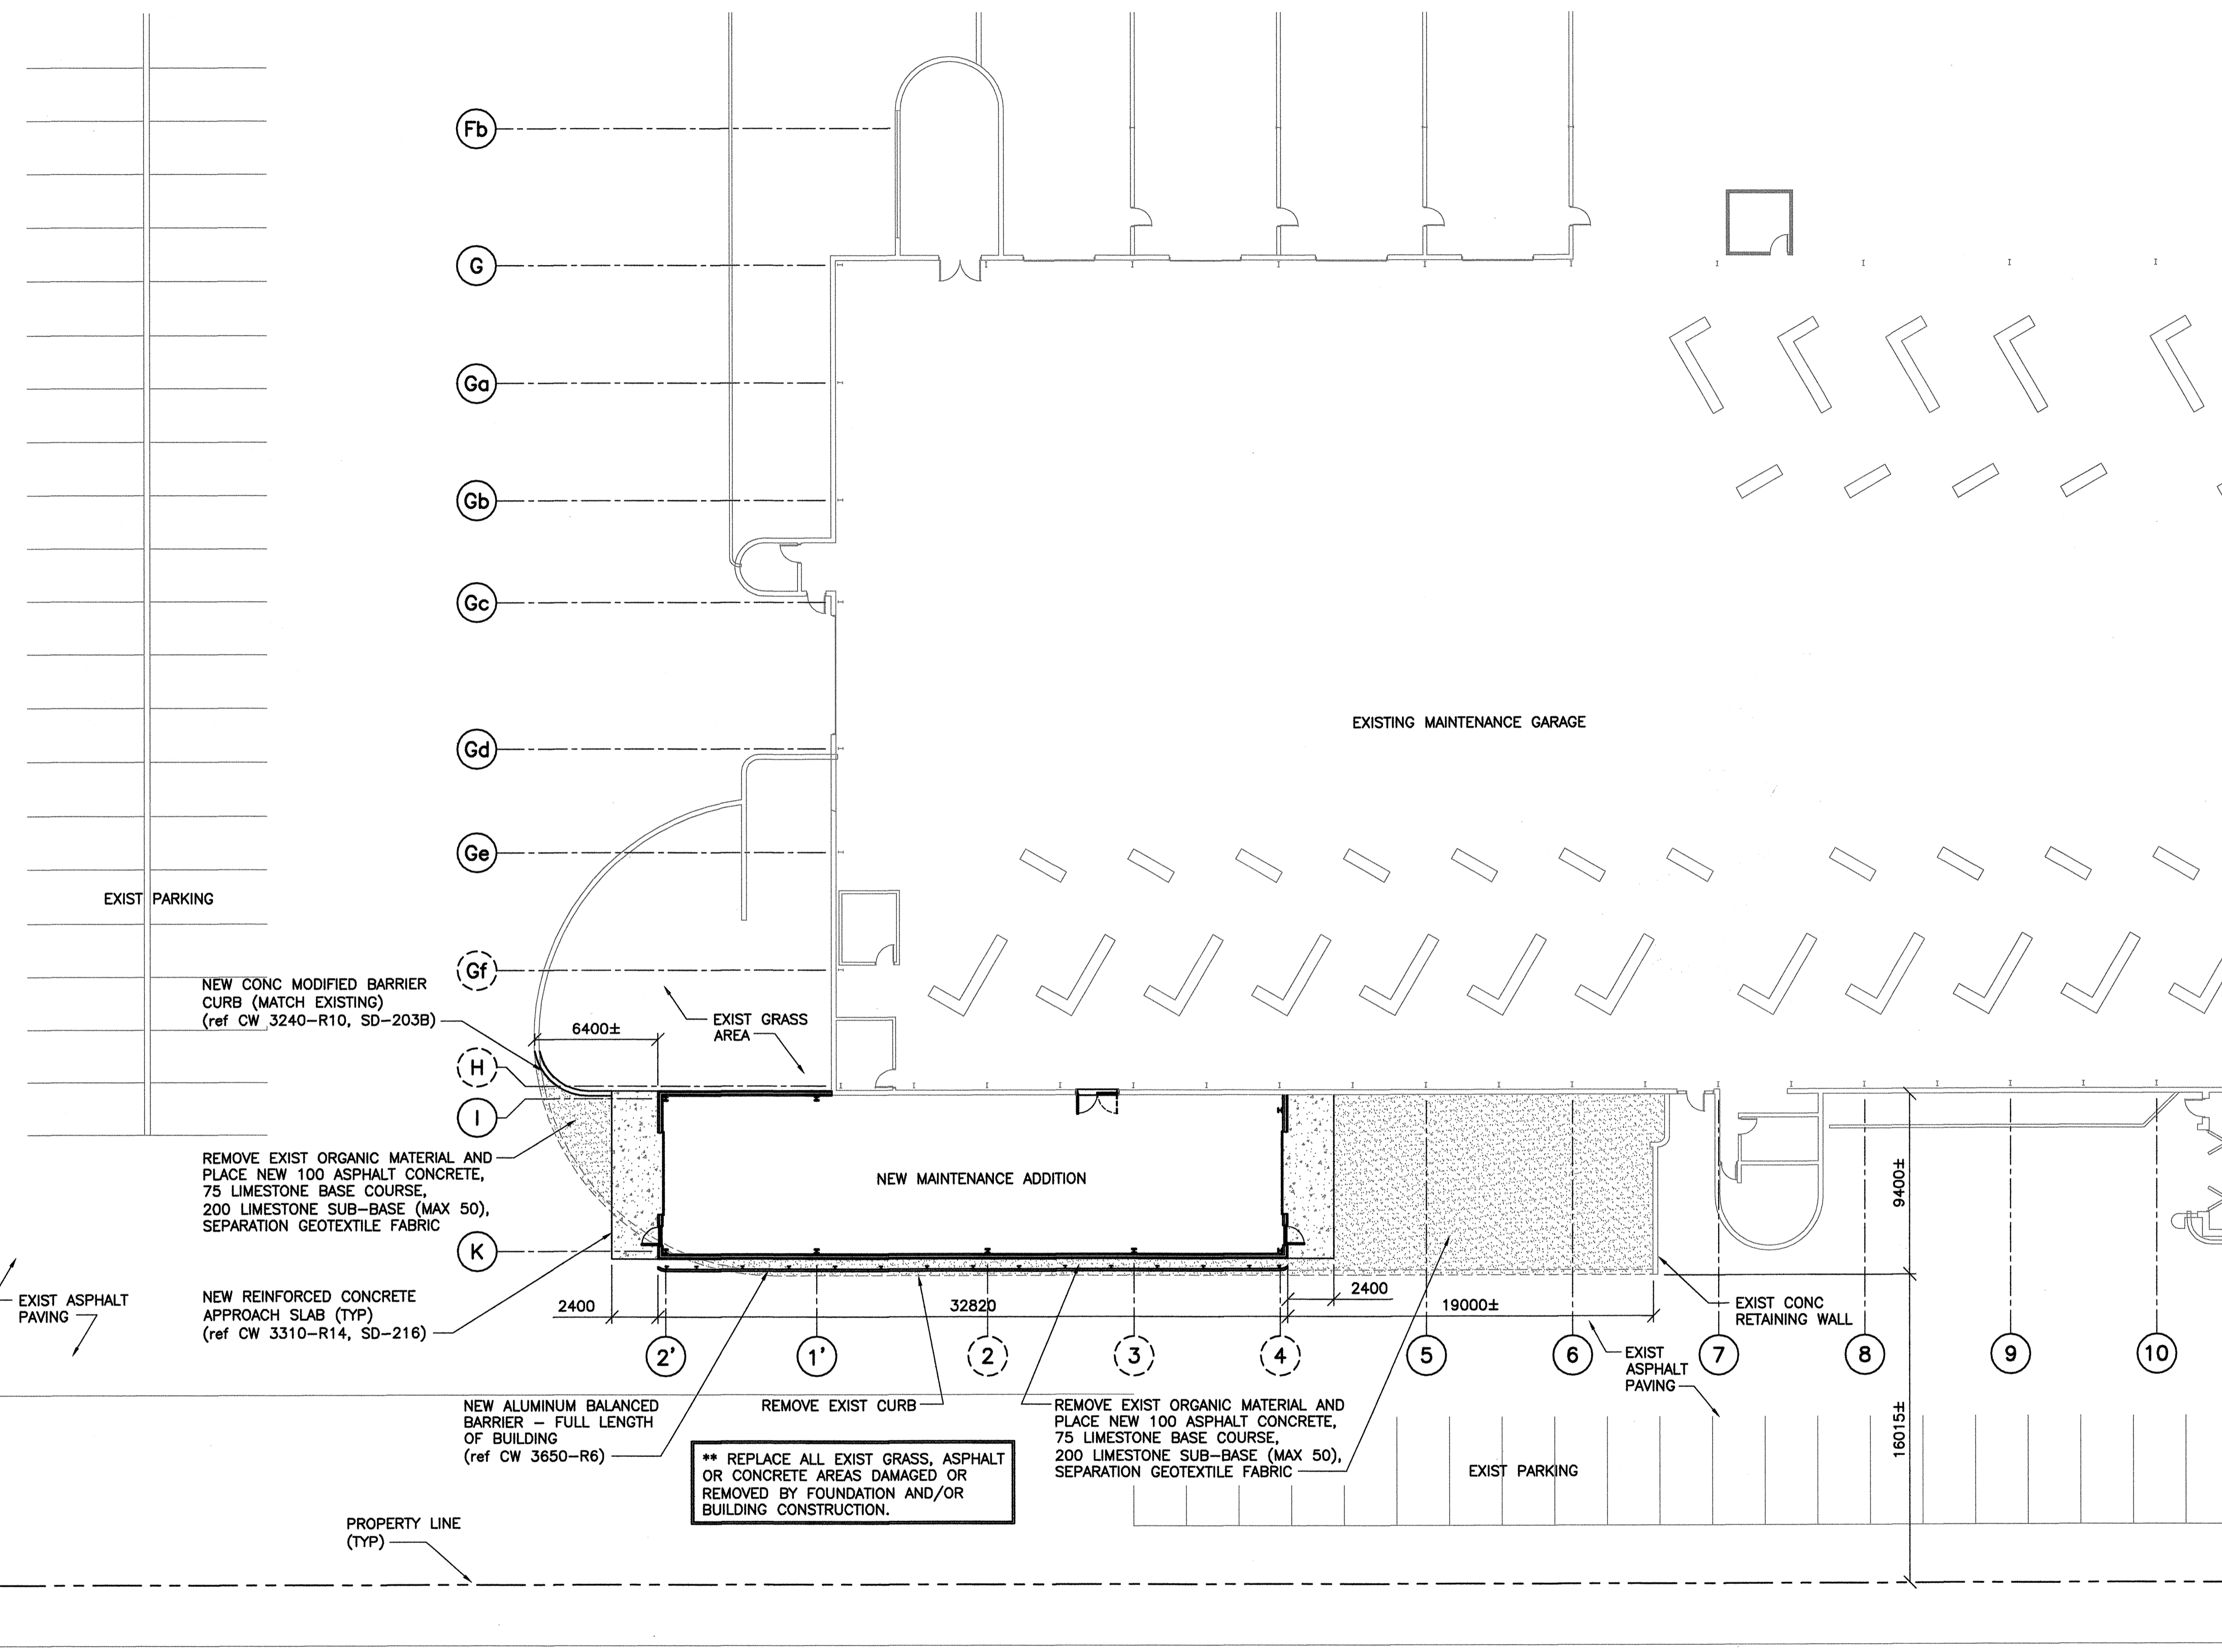 Fb
G
Ga
Gb
Gc
EXISTING MAINTENANCE GARAGE
Gd
Ge
EXIST PARKING
Gf
NEW CONC MODIFIED BARRIER
CURB (MATCH EXISTING)
(ref CW 3240-R10, SD-203B)
6400±
EXIST GRASS
AREA
H
I
REMOVE EXIST ORGANIC MATERIAL AND
PLACE NEW 100 ASPHALT CONCRETE,
75 LIMESTONE BASE COURSE,
200 LIMESTONE SUB-BASE (MAX 50),
SEPARATION GEOTEXTILE FABRIC
NEW MAINTENANCE ADDITION
9400±
K
EXIST ASPHALT
PAVING
NEW REINFORCED CONCRETE
APPROACH SLAB (TYP)
(ref CW 3310-R14, SD-216)
2400
32820
2400
19000±
EXIST CONC
RETAINING WALL
2'
1'
2
3
4
5
6
EXIST
ASPHALT
PAVING
7
8
9
10
NEW ALUMINUM BALANCED
BARRIER – FULL LENGTH
OF BUILDING
(ref CW 3650-R6)
REMOVE EXIST CURB
REMOVE EXIST ORGANIC MATERIAL AND
PLACE NEW 100 ASPHALT CONCRETE,
75 LIMESTONE BASE COURSE,
200 LIMESTONE SUB-BASE (MAX 50),
SEPARATION GEOTEXTILE FABRIC
16015±
** REPLACE ALL EXIST GRASS, ASPHALT
OR CONCRETE AREAS DAMAGED OR
REMOVED BY FOUNDATION AND/OR
BUILDING CONSTRUCTION.
EXIST PARKING
PROPERTY LINE
(TYP)